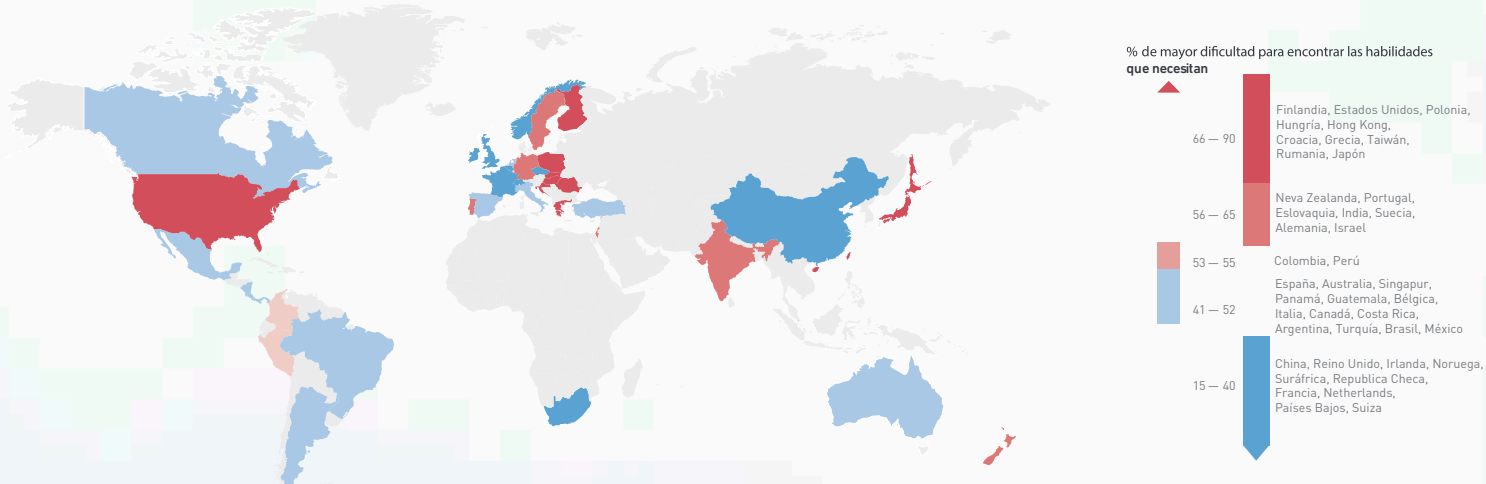 % de mayor dificultad para encontrar las habilidades
que necesitan
66 — 90
Finlandia, Estados Unidos, Polonia,
Hungría, Hong Kong,
Croacia, Grecia, Taiwán,
Rumania, Japón
56 — 65
Neva Zealanda, Portugal,
Eslovaquia, India, Suecia,
Alemania, Israel
53 — 55
Colombia, Perú
41 — 52
España, Australia, Singapur,
Panamá, Guatemala, Bélgica,
Italia, Canadá, Costa Rica,
Argentina, Turquía, Brasil, México
15 — 40
China, Reino Unido, Irlanda, Noruega,
Suráfrica, Republica Checa,
Francia, Netherlands,
Países Bajos, Suiza